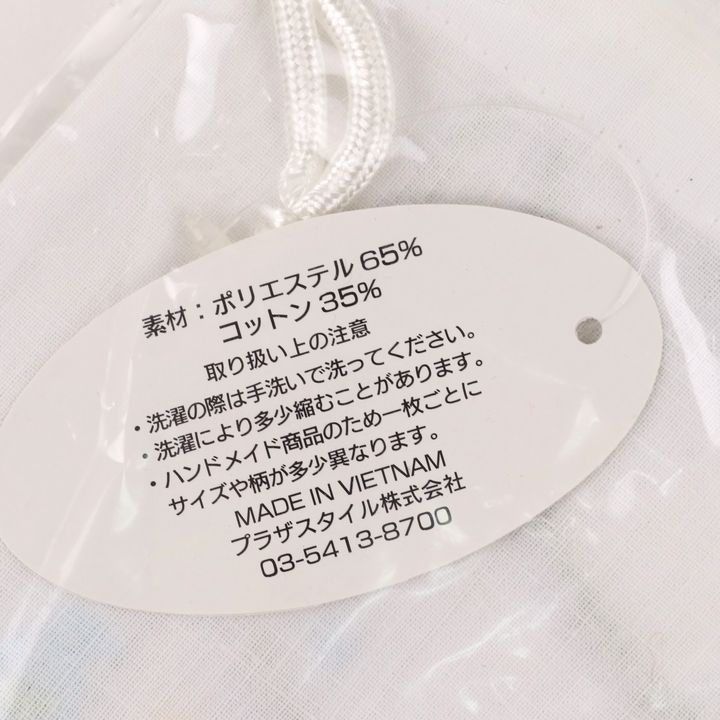 素材：ポリエステル 65%
コットン 35%
取り扱い上の注意
・洗濯の際は手洗いで洗ってください。
・洗濯により多少縮むことがあります。
・ハンドメイド商品のため一枚ごとに
サイズや柄が多少異なります。
MADE IN VIETNAM
プラザスタイル株式会社
03-5413-8700